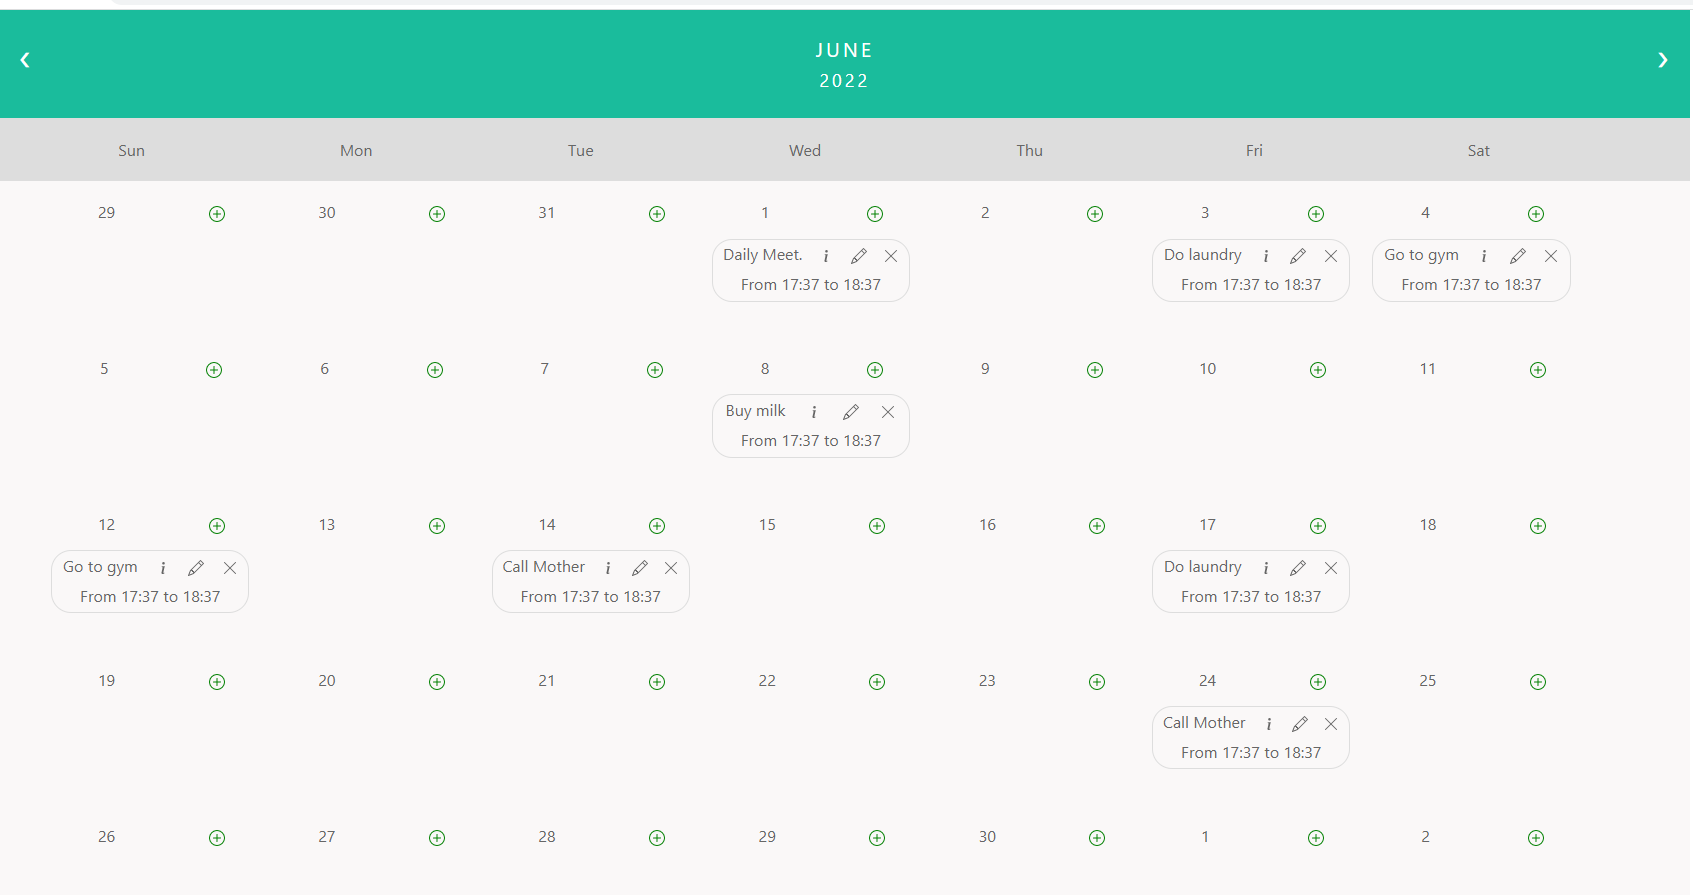 JUNE
2022
Sun Mon Tue Wed Thu Fri Sat
29 30 31 1 2 3 4
Daily Meet. i Do laundry i Go to gym i
From 17:37 to 18:37 From 17:37 to 18:37 From 17:37 to 18:37
5 6 7 8 9 10 11
Buy milk i
From 17:37 to 18:37
12 13 14 15 16 17 18
Go to gym i Call Mother i Do laundry i
From 17:37 to 18:37 From 17:37 to 18:37 From 17:37 to 18:37
19 20 21 22 23 24 25
Call Mother i
From 17:37 to 18:37
26 27 28 29 30 1 2